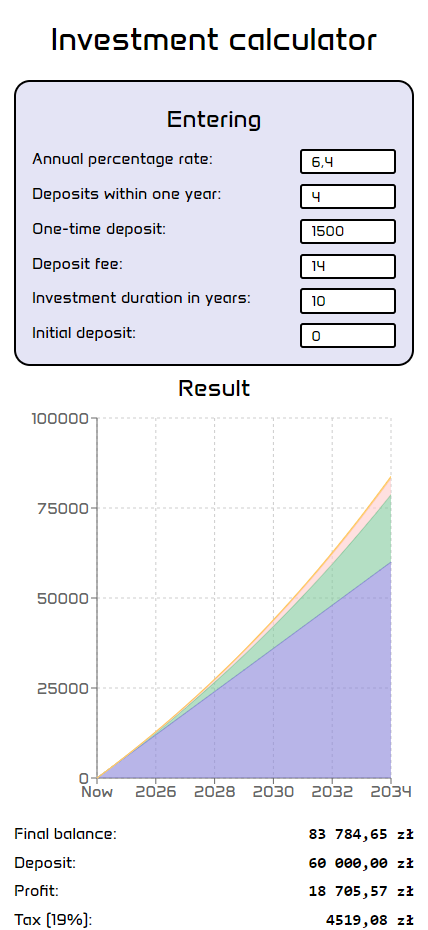 Investment calculator
Entering
Annual percentage rate: 6,4
Deposits within one year: 4
One-time deposit: 1500
Deposit fee: 14
Investment duration in years: 10
Initial deposit: 0
Result
100000
75000
50000
25000
0
Now 2026 2028 2030 2032 2034
Final balance: 83 784,65 zł
Deposit: 60 000,00 zł
Profit: 18 705,57 zł
Tax (19%): 4519,08 zł